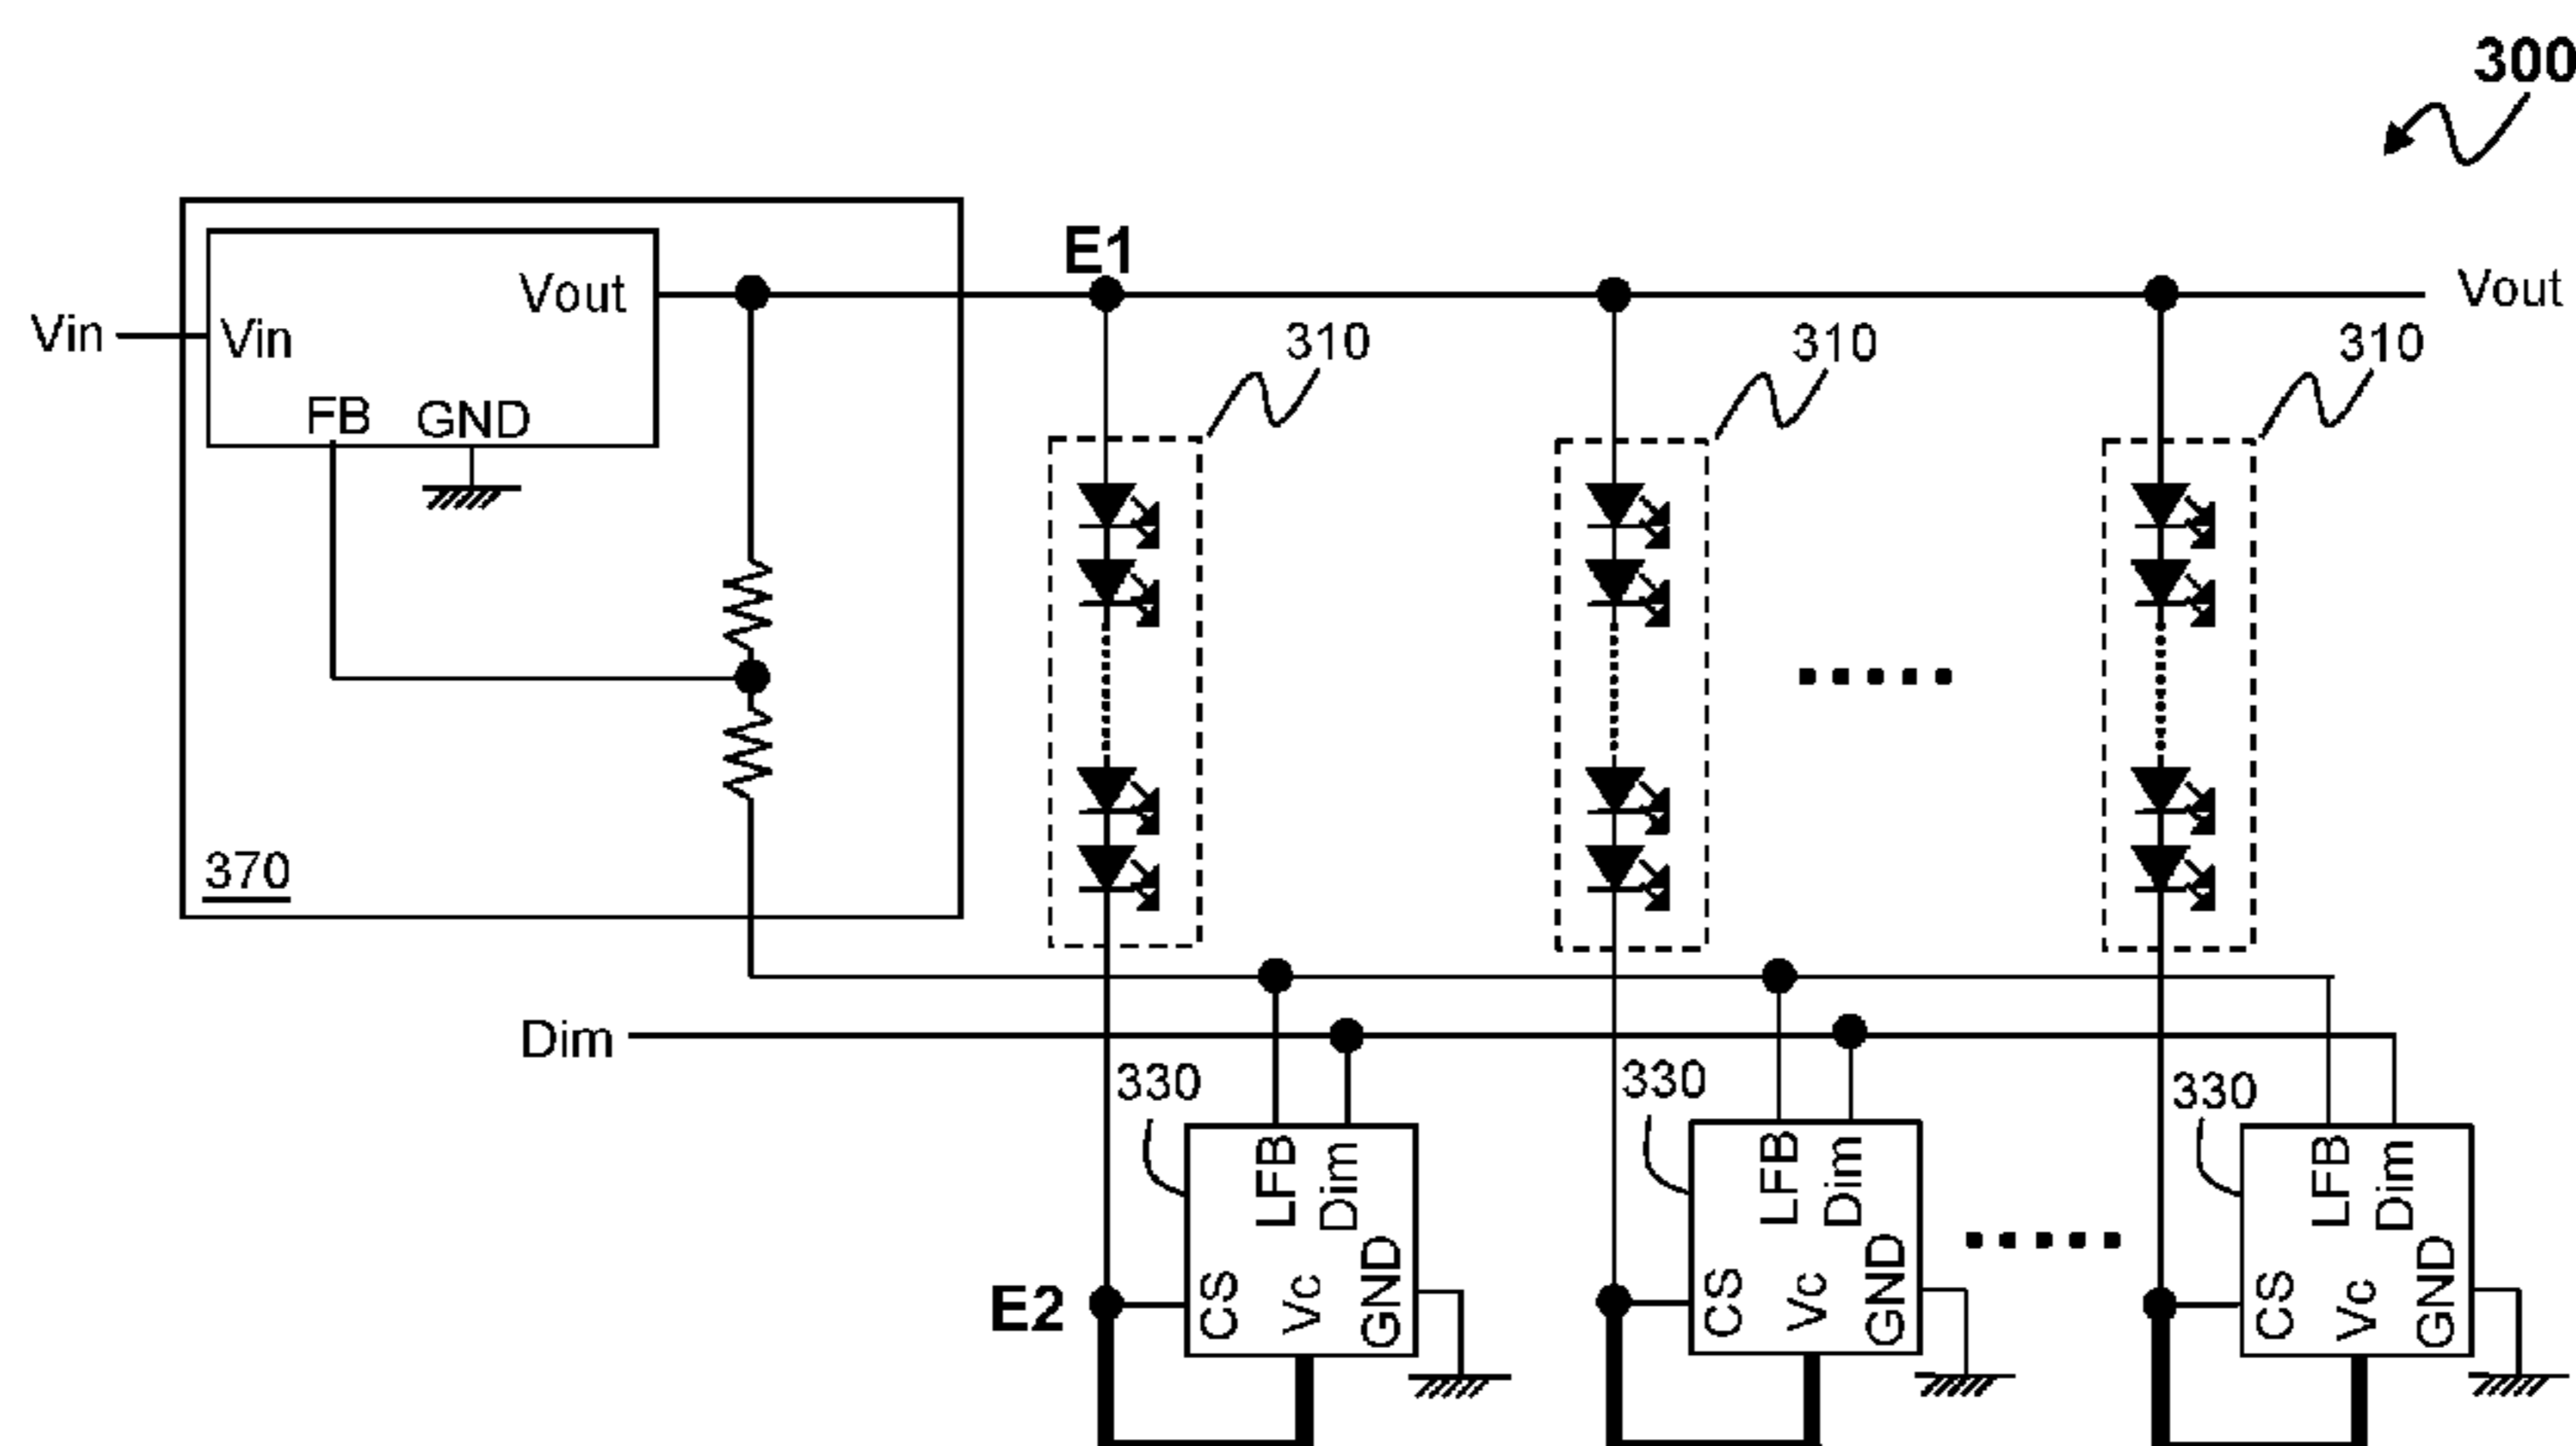 300
E1
Vout
Vout
Vin
Vin
310
310
310
FB
GND
370
Dim
330
330
330
LFB
Dim
LFB
Dim
LFB
Dim
E2
CS
Vc
GND
CS
Vc
GND
CS
Vc
GND